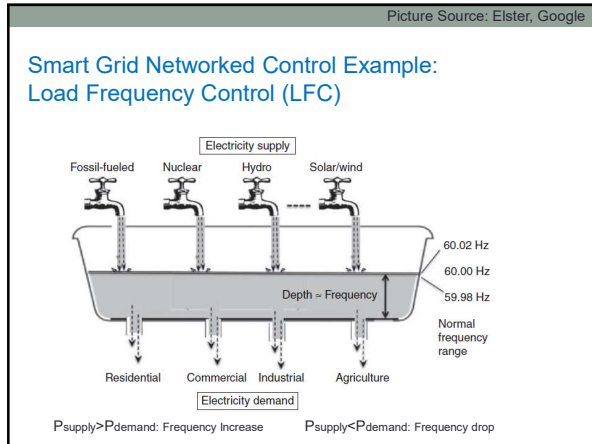 Picture Source: Elster, Google
Smart Grid Networked Control Example:
Load Frequency Control (LFC)
Electricity supply
Fossil-fueled Nuclear Hydro Solar/wind
60.02 Hz
60.00 Hz
Depth ≃ Frequency
59.98 Hz
Normal
frequency
range
Residential Commercial Industrial Agriculture
Electricity demand
Psupply>Pdemand: Frequency Increase Psupply<Pdemand: Frequency drop